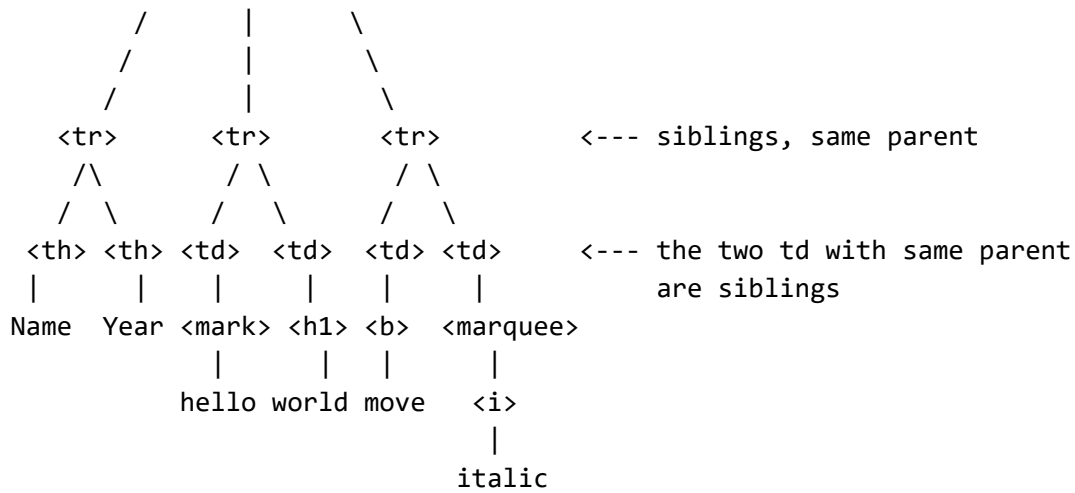 / | \
/ | \
/ | \
<tr> <tr> <tr> <--- siblings, same parent
/\ / \ / \
/ \ / \ / \
<th> <th> <td> <td> <td> <td> <--- the two td with same parent
| | | | | | are siblings
Name Year <mark> <h1> <b> <marquee>
| | | |
hello world move <i>
|
italic